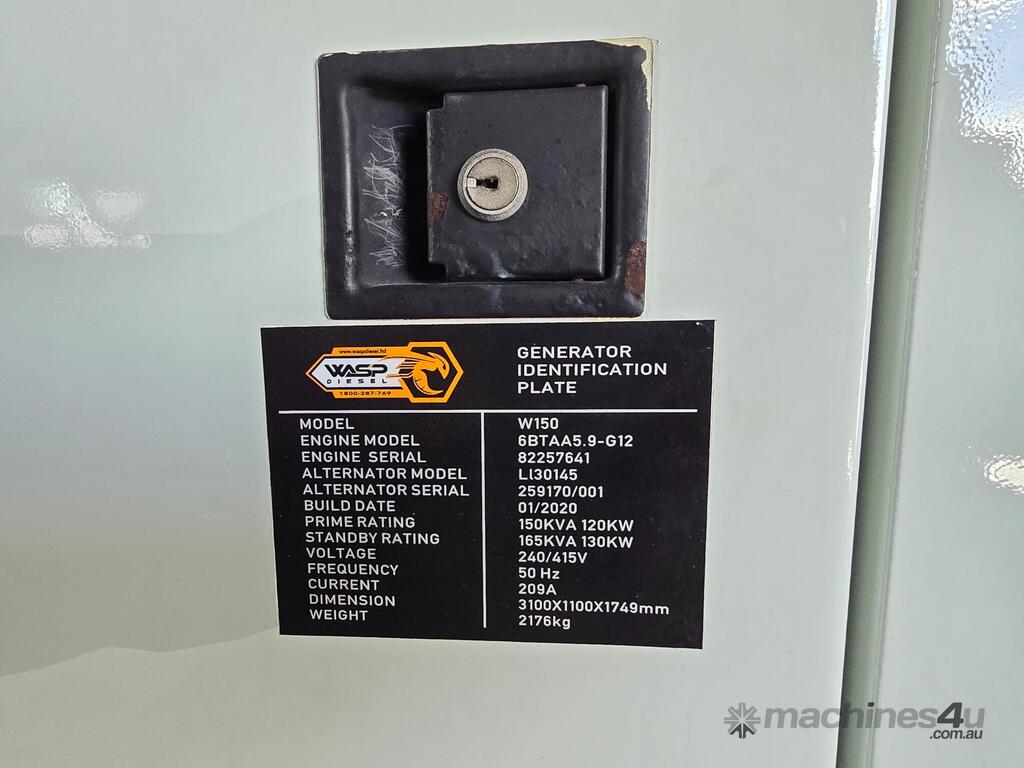 www.waspdiesel.ltd
WASP
DIESEL
1800-287-769
GENERATOR
IDENTIFICATION
PLATE
MODEL W150
ENGINE MODEL 6BTAA5.9-G12
ENGINE SERIAL 82257641
ALTERNATOR MODEL LI30145
ALTERNATOR SERIAL 259170/001
BUILD DATE 01/2020
PRIME RATING 150KVA 120KW
STANDBY RATING 165KVA 130KW
VOLTAGE 240/415V
FREQUENCY 50 Hz
CURRENT 209A
DIMENSION 3100X1100X1749mm
WEIGHT 2176kg
machines4u
.com.au